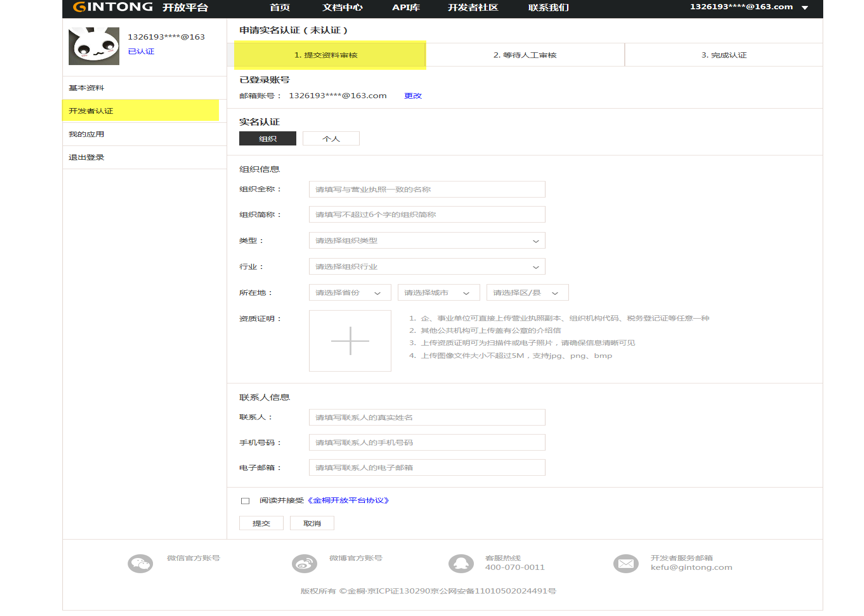 GINTONG 开放平台 首页 文档中心 API库 开发者社区 联系我们 1326193****@163.com
1326193****@163
已认证
基本资料
开发者认证
我的应用
退出登录
申请实名认证（未认证）
1. 提交资料审核 2. 等待人工审核 3. 完成认证
已登录账号
邮箱账号： 1326193****@163.com 更改
实名认证
组织 个人
组织信息
组织全称： 请填写与营业执照一致的名称
组织简称： 请填写不超过6个字的组织简称
类型： 请选择组织类型
行业： 请选择组织行业
所在地： 请选择省份 请选择城市 请选择区/县
资质证明：
1. 企、事业单位可直接上传营业执照副本、组织机构代码、税务登记证等任意一种
2. 其他公共机构可上传盖有公章的介绍信
3. 上传资质证明可为扫描件或电子照片，请确保信息清晰可见
4. 上传图像文件大小不超过5M，支持jpg、png、bmp
联系人信息
联系人： 请填写联系人的真实姓名
手机号码： 请填写联系人的手机号码
电子邮箱： 请填写联系人的电子邮箱
阅读并接受《金桐开放平台协议》
提交 取消
微信官方账号 微博官方账号 客服热线 开发者服务邮箱
400-070-0011 kefu@gintong.com
版权所有 ©金桐·京ICP证130290京公网安备11010502024491号